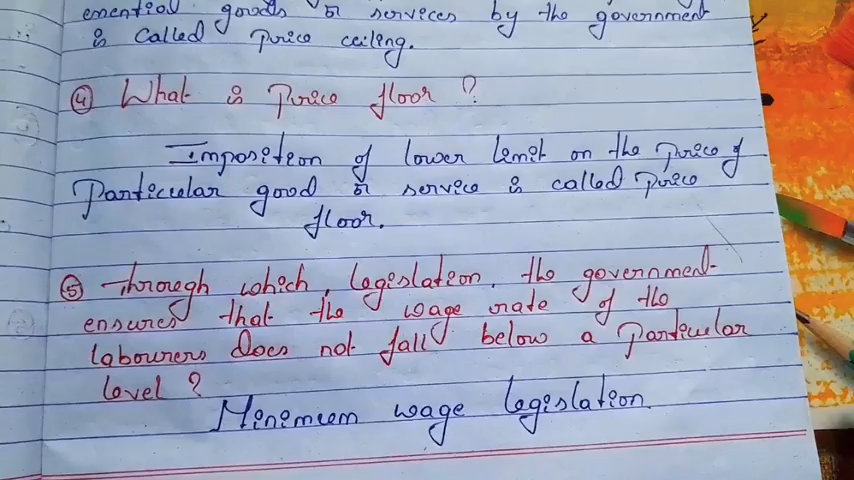 essential goods or services by the government
is called Price ceiling.
④ What is Price floor ?
Imposition of lower limit on the price of
Particular good or service is called price
floor.
⑤ Through which, legislation, the government
ensures that the wage rate of the
labourers does not fall below a Particular
level ?
Minimum wage legislation.